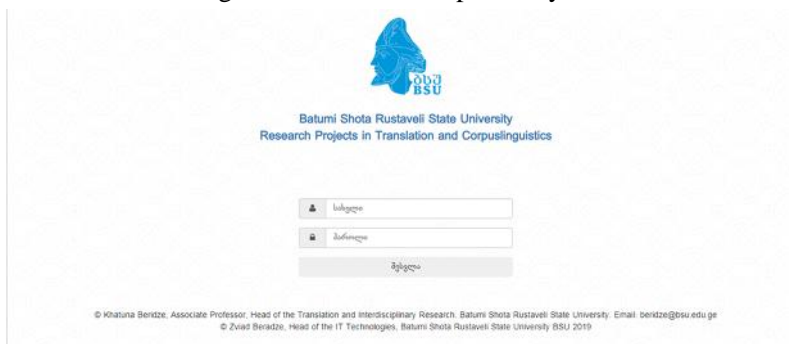 ბსუ
BSU
Batumi Shota Rustaveli State University
Research Projects in Translation and Corpuslinguistics
სახელი
პაროლი
შესვლა
© Khatuna Beridze, Associate Professor, Head of the Translation and Interdisciplinary Research. Batumi Shota Rustaveli State University. Email: beridze@bsu.edu.ge
© Zviad Beradze, Head of the IT Technologies, Batumi Shota Rustaveli State University BSU 2019